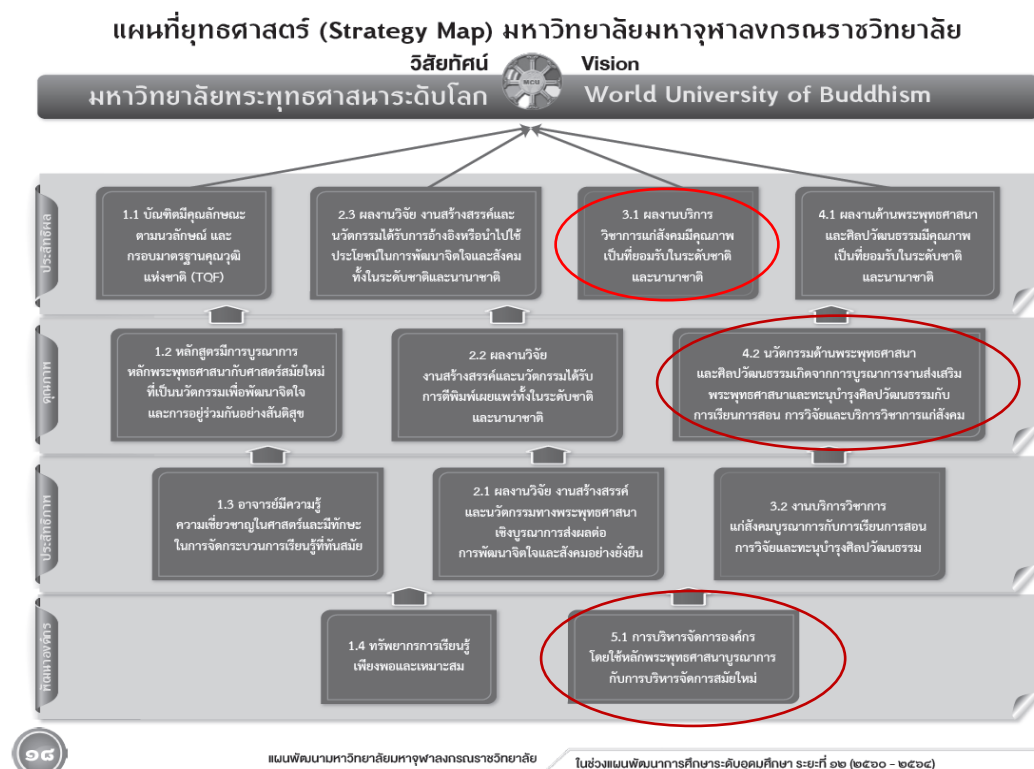 แผนที่ยุทธศาสตร์ (Strategy Map) มหาวิทยาลัยมหาจุฬาลงกรณราชวิทยาลัย
วิสัยทัศน์ MCU Vision
มหาวิทยาลัยพระพุทธศาสนาระดับโลก World University of Buddhism
ประสิทธิผล
1.1 บัณฑิตมีคุณลักษณะ
ตามนวลักษณ์ และ
กรอบมาตรฐานคุณวุฒิ
แห่งชาติ (TQF)
2.3 ผลงานวิจัย งานสร้างสรรค์และ
นวัตกรรมได้รับการอ้างอิงหรือนำไปใช้
ประโยชน์ในการพัฒนาจิตใจและสังคม
ทั้งในระดับชาติและนานาชาติ
3.1 ผลงานบริการ
วิชาการแก่สังคมมีคุณภาพ
เป็นที่ยอมรับในระดับชาติ
และนานาชาติ
4.1 ผลงานด้านพระพุทธศาสนา
และศิลปวัฒนธรรมมีคุณภาพ
เป็นที่ยอมรับในระดับชาติ
และนานาชาติ
คุณภาพ
1.2 หลักสูตรมีการบูรณาการ
หลักพระพุทธศาสนากับศาสตร์สมัยใหม่
ที่เป็นนวัตกรรมเพื่อพัฒนาจิตใจ
และการอยู่ร่วมกันอย่างสันติสุข
2.2 ผลงานวิจัย
งานสร้างสรรค์และนวัตกรรมได้รับ
การตีพิมพ์เผยแพร่ทั้งในระดับชาติ
และนานาชาติ
4.2 นวัตกรรมด้านพระพุทธศาสนา
และศิลปวัฒนธรรมเกิดจากการบูรณาการงานส่งเสริม
พระพุทธศาสนาและทะนุบำรุงศิลปวัฒนธรรมกับ
การเรียนการสอน การวิจัยและบริการวิชาการแก่สังคม
ประสิทธิภาพ
1.3 อาจารย์มีความรู้
ความเชี่ยวชาญในศาสตร์และมีทักษะ
ในการจัดกระบวนการเรียนรู้ที่ทันสมัย
2.1 ผลงานวิจัย งานสร้างสรรค์
และนวัตกรรมทางพระพุทธศาสนา
เชิงบูรณาการส่งผลต่อ
การพัฒนาจิตใจและสังคมอย่างยั่งยืน
3.2 งานบริการวิชาการ
แก่สังคมบูรณาการกับการเรียนการสอน
การวิจัยและทะนุบำรุงศิลปวัฒนธรรม
พัฒนาองค์กร
1.4 ทรัพยากรการเรียนรู้
เพียงพอและเหมาะสม
5.1 การบริหารจัดการองค์กร
โดยใช้หลักพระพุทธศาสนาบูรณาการ
กับการบริหารจัดการสมัยใหม่
๑๘
แผนพัฒนามหาวิทยาลัยมหาจุฬาลงกรณราชวิทยาลัย ในช่วงแผนพัฒนาการศึกษาระดับอุดมศึกษา ระยะที่ ๑๒ (๒๕๖๐ - ๒๕๖๔)